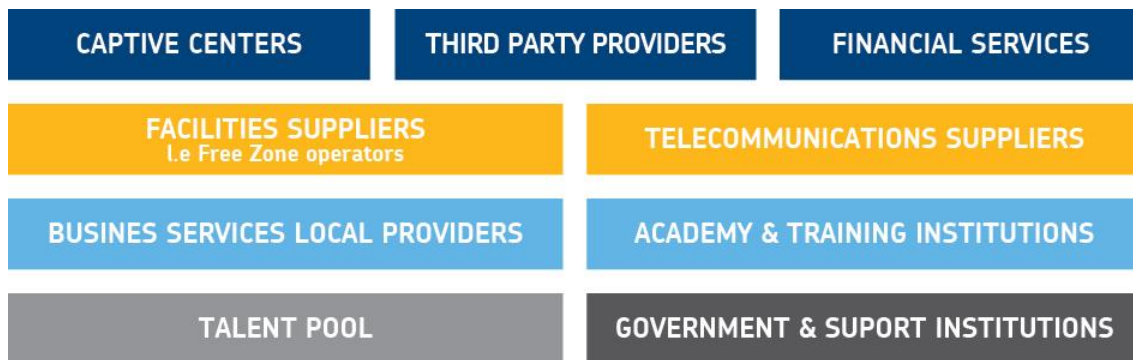 CAPTIVE CENTERS
THIRD PARTY PROVIDERS
FINANCIAL SERVICES
FACILITIES SUPPLIERS
I.e Free Zone operators
TELECOMMUNICATIONS SUPPLIERS
BUSINES SERVICES LOCAL PROVIDERS
ACADEMY & TRAINING INSTITUTIONS
TALENT POOL
GOVERNMENT & SUPORT INSTITUTIONS